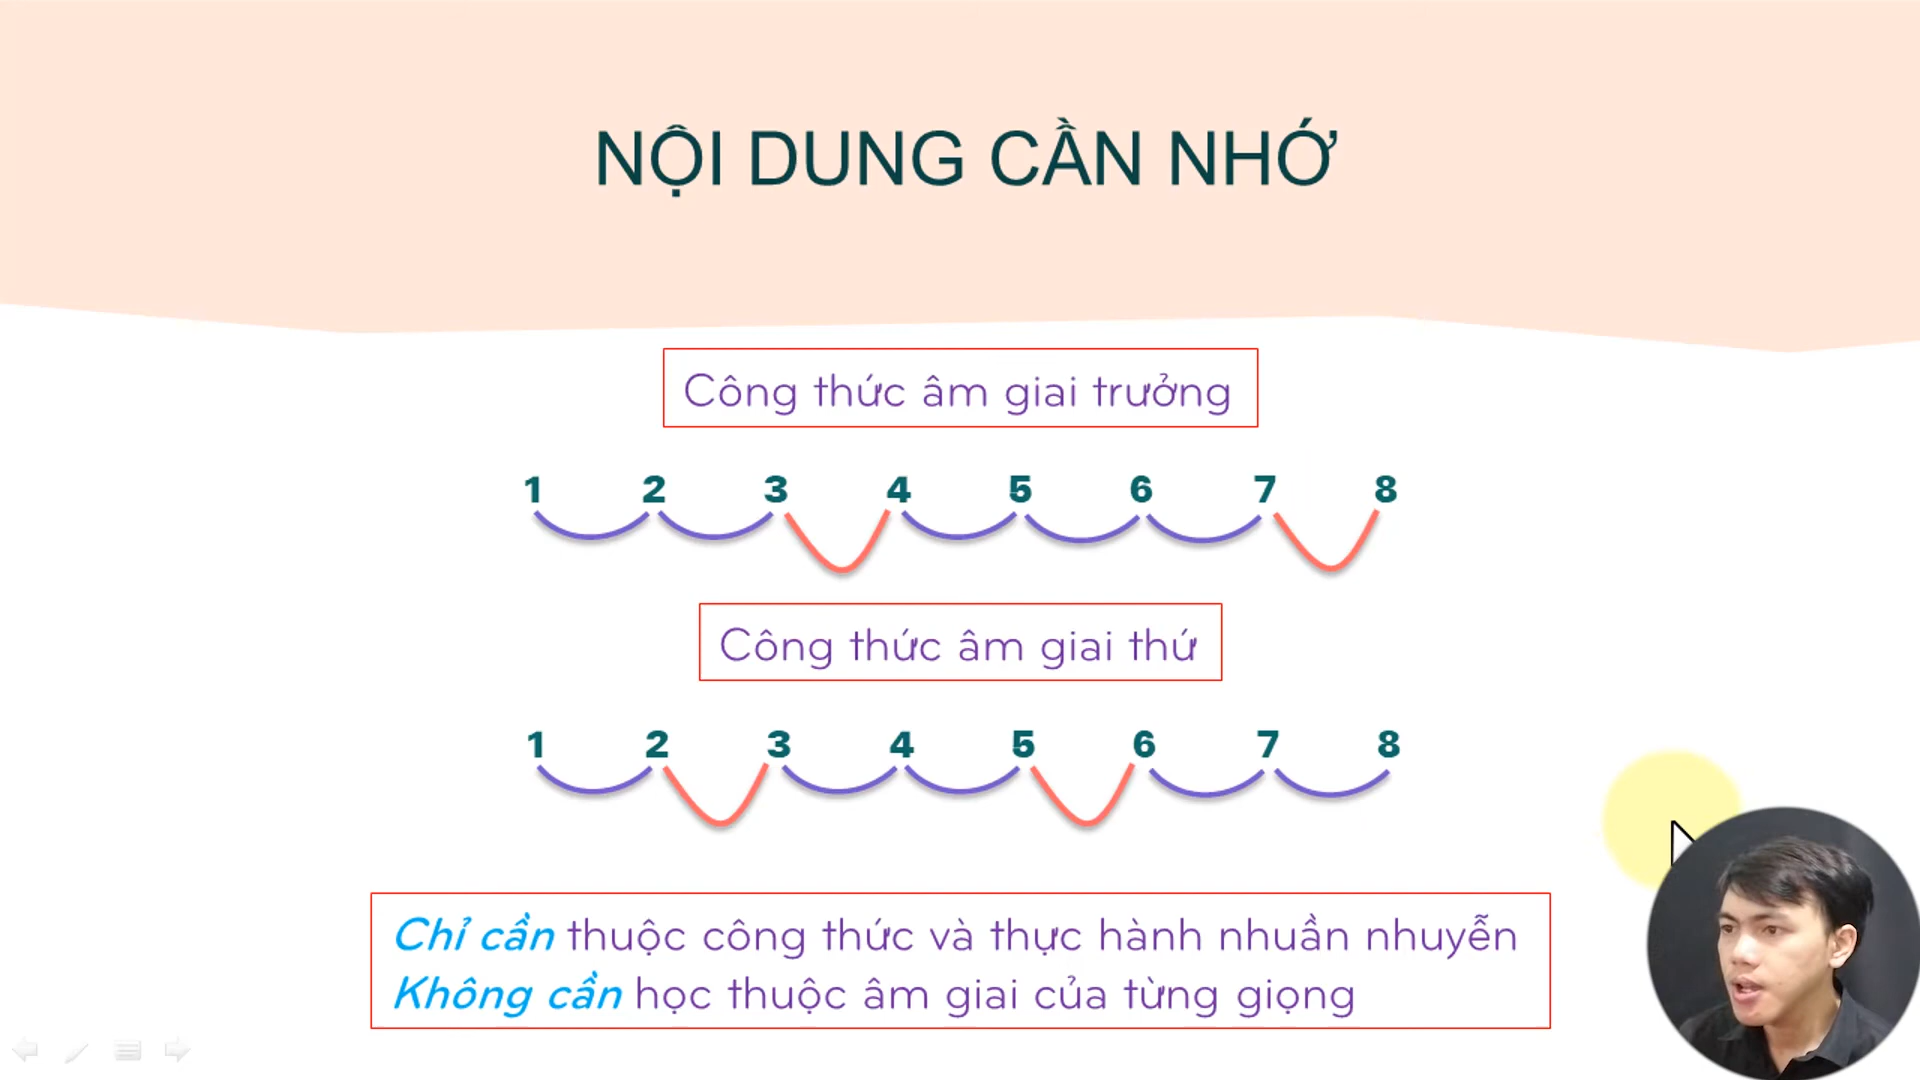 NỘI DUNG CẦN NHỚ
Công thức âm giai trưởng
1 2 3 4 5 6 7 8
Công thức âm giai thứ
1 2 3 4 5 6 7 8
Chỉ cần thuộc công thức và thực hành nhuần nhuyễn
Không cần học thuộc âm giai của từng giọng